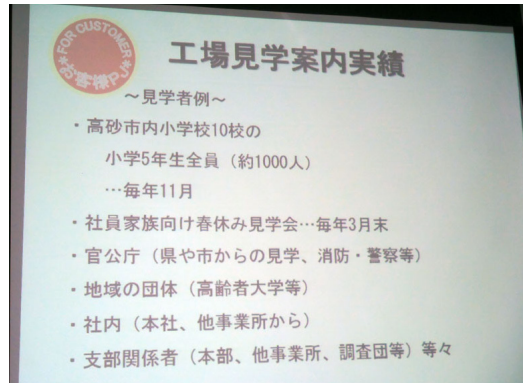 *FOR CUSTOMER*
お客様PJ
工場見学案内実績
～見学者例～
・高砂市内小学校10校の
小学5年生全員（約1000人）
…毎年11月
・社員家族向け春休み見学会…毎年3月末
・官公庁（県や市からの見学、消防・警察等）
・地域の団体（高齢者大学等）
・社内（本社、他事業所から）
・支部関係者（本部、他事業所、調査団等）等々